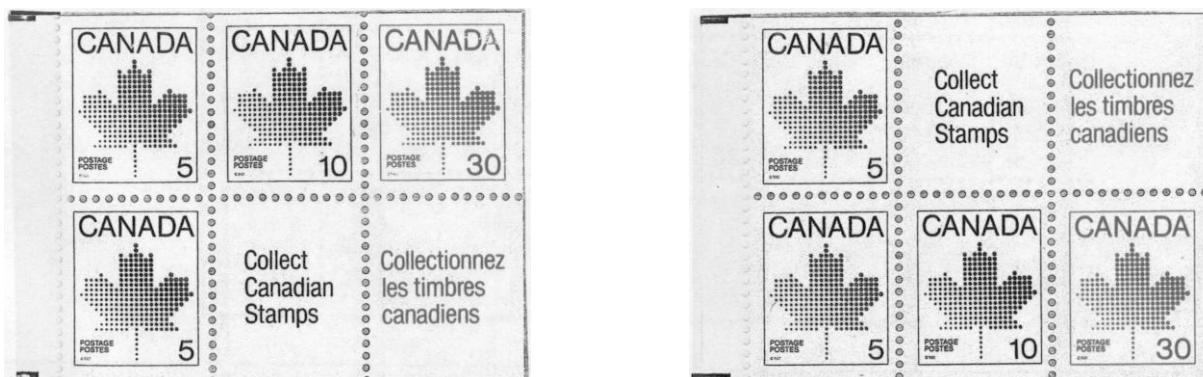 CANADA
POSTAGE
POSTES
5
CANADA
POSTAGE
POSTES
10
CANADA
POSTAGE
POSTES
30
CANADA
POSTAGE
POSTES
5
Collect
Canadian
Stamps
Collectionnez
les timbres
canadiens
CANADA
POSTAGE
POSTES
5
Collect
Canadian
Stamps
Collectionnez
les timbres
canadiens
CANADA
POSTAGE
POSTES
5
CANADA
POSTAGE
POSTES
10
CANADA
POSTAGE
POSTES
30